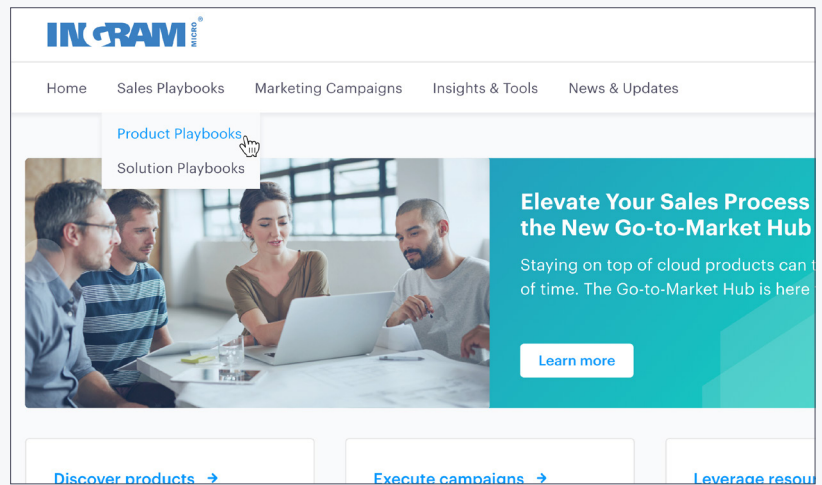 INGRAM MICRO®
Home Sales Playbooks Marketing Campaigns Insights & Tools News & Updates
Product Playbooks
Solution Playbooks
Elevate Your Sales Process
the New Go-to-Market Hub
Staying on top of cloud products can t
of time. The Go-to-Market Hub is here
Learn more
Discover products → Execute campaigns → Leverage resour